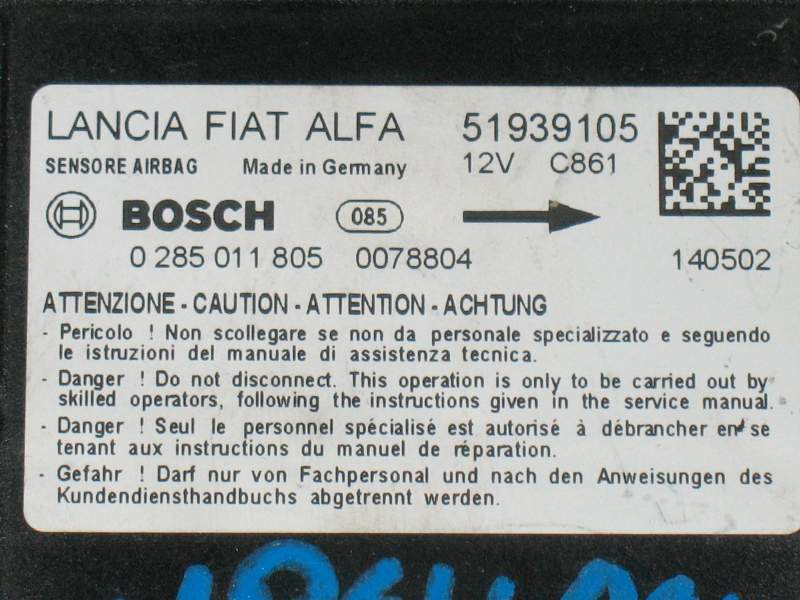 LANCIA FIAT ALFA 51939105
SENSORE AIRBAG Made in Germany 12V C861
BOSCH 085
0 285 011 805 0078804 140502
ATTENZIONE - CAUTION - ATTENTION - ACHTUNG
- Pericolo ! Non scollegare se non da personale specializzato e seguendo
le istruzioni del manuale di assistenza tecnica.
- Danger ! Do not disconnect. This operation is only to be carried out by
skilled operators, following the instructions given in the service manual.
- Danger ! Seul le personnel spécialisé est autorisé à débrancher en se
tenant aux instructions du manuel de réparation.
- Gefahr ! Darf nur von Fachpersonal und nach den Anweisungen des
Kundendiensthandbuchs abgetrennt werden.